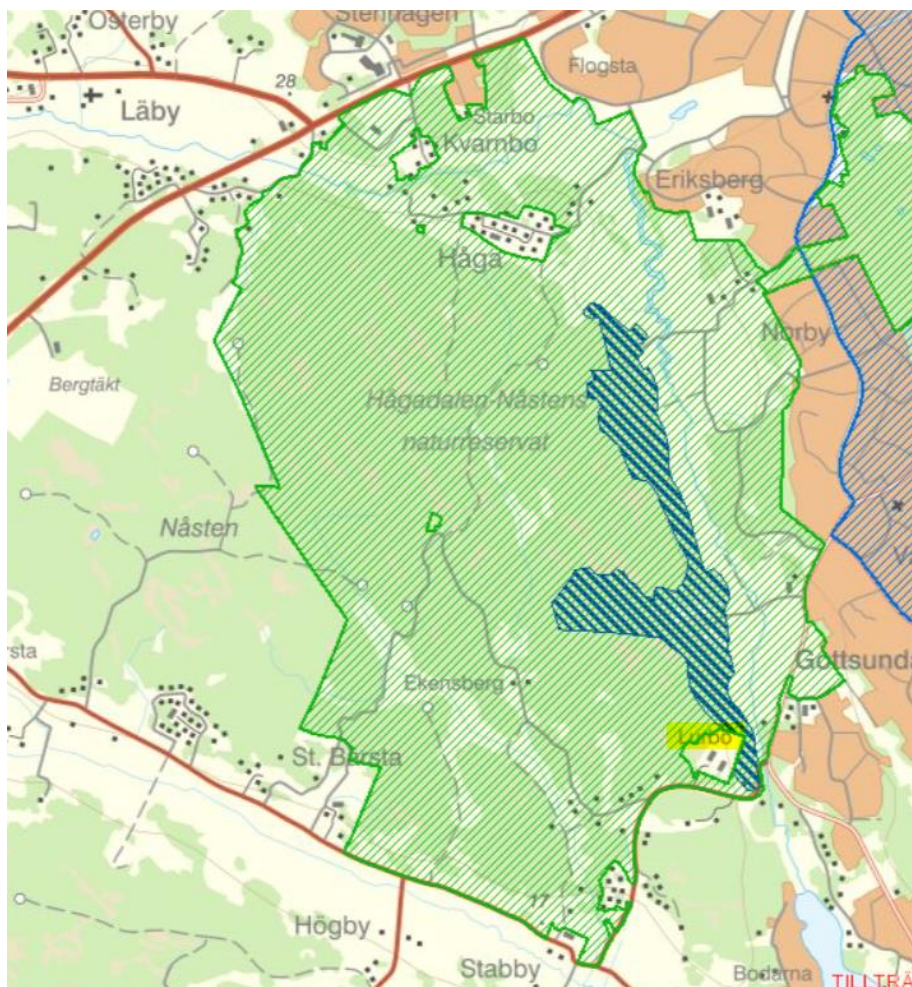 Österby
Stenhagen
Flogsta
28
Läby
Starbo
Kvarnbo
Eriksberg
Håga
Norby
Bergtäkt
Hågadalen-Nåstens
naturreservat
Nåsten
Gottsunda
Ekensberg
Lurbo
St. Bärsta
17
Högby
Stabby
Bodarna
TILLTRÄ